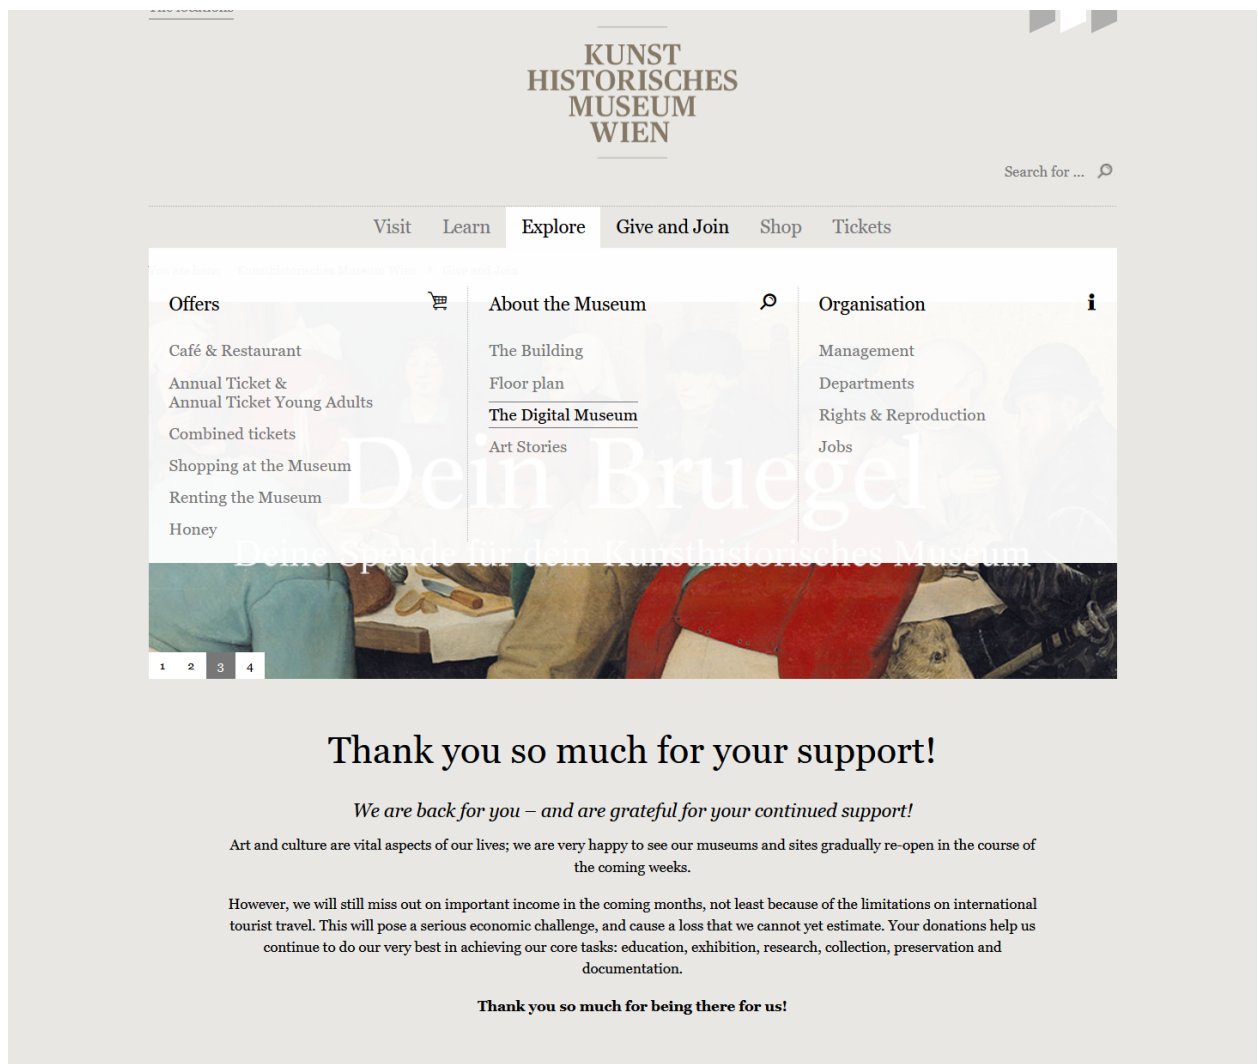 The locations
KUNST
HISTORISCHES
MUSEUM
WIEN
Search for ...
Visit
Learn
Explore
Give and Join
Shop
Tickets
Offers
Café & Restaurant
Annual Ticket &
Annual Ticket Young Adults
Combined tickets
Shopping at the Museum
Renting the Museum
Honey
About the Museum
The Building
Floor plan
The Digital Museum
Art Stories
Organisation
Management
Departments
Rights & Reproduction
Jobs
Dein Bruegel
Deine Spende für dein Kunsthistorisches Museum
1 2 3 4
Thank you so much for your support!
We are back for you – and are grateful for your continued support!
Art and culture are vital aspects of our lives; we are very happy to see our museums and sites gradually re-open in the course of
the coming weeks.
However, we will still miss out on important income in the coming months, not least because of the limitations on international
tourist travel. This will pose a serious economic challenge, and cause a loss that we cannot yet estimate. Your donations help us
continue to do our very best in achieving our core tasks: education, exhibition, research, collection, preservation and
documentation.
Thank you so much for being there for us!